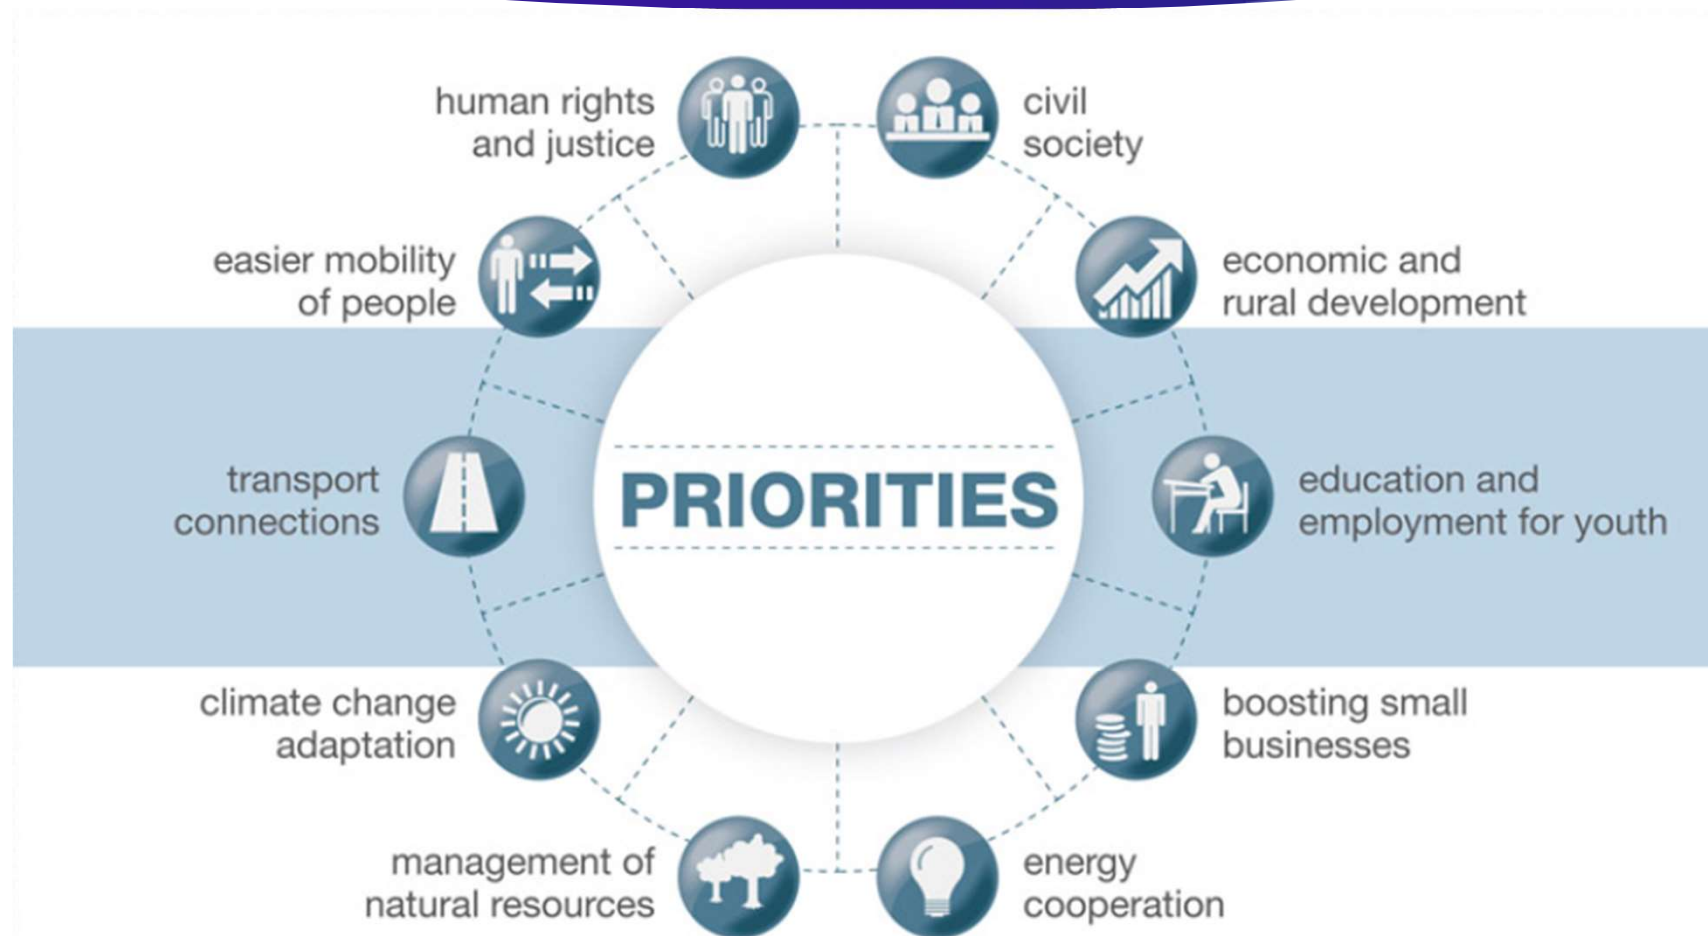 human rights
and justice
civil
society
easier mobility
of people
economic and
rural development
transport
connections
PRIORITIES
education and
employment for youth
climate change
adaptation
boosting small
businesses
management of
natural resources
energy
cooperation